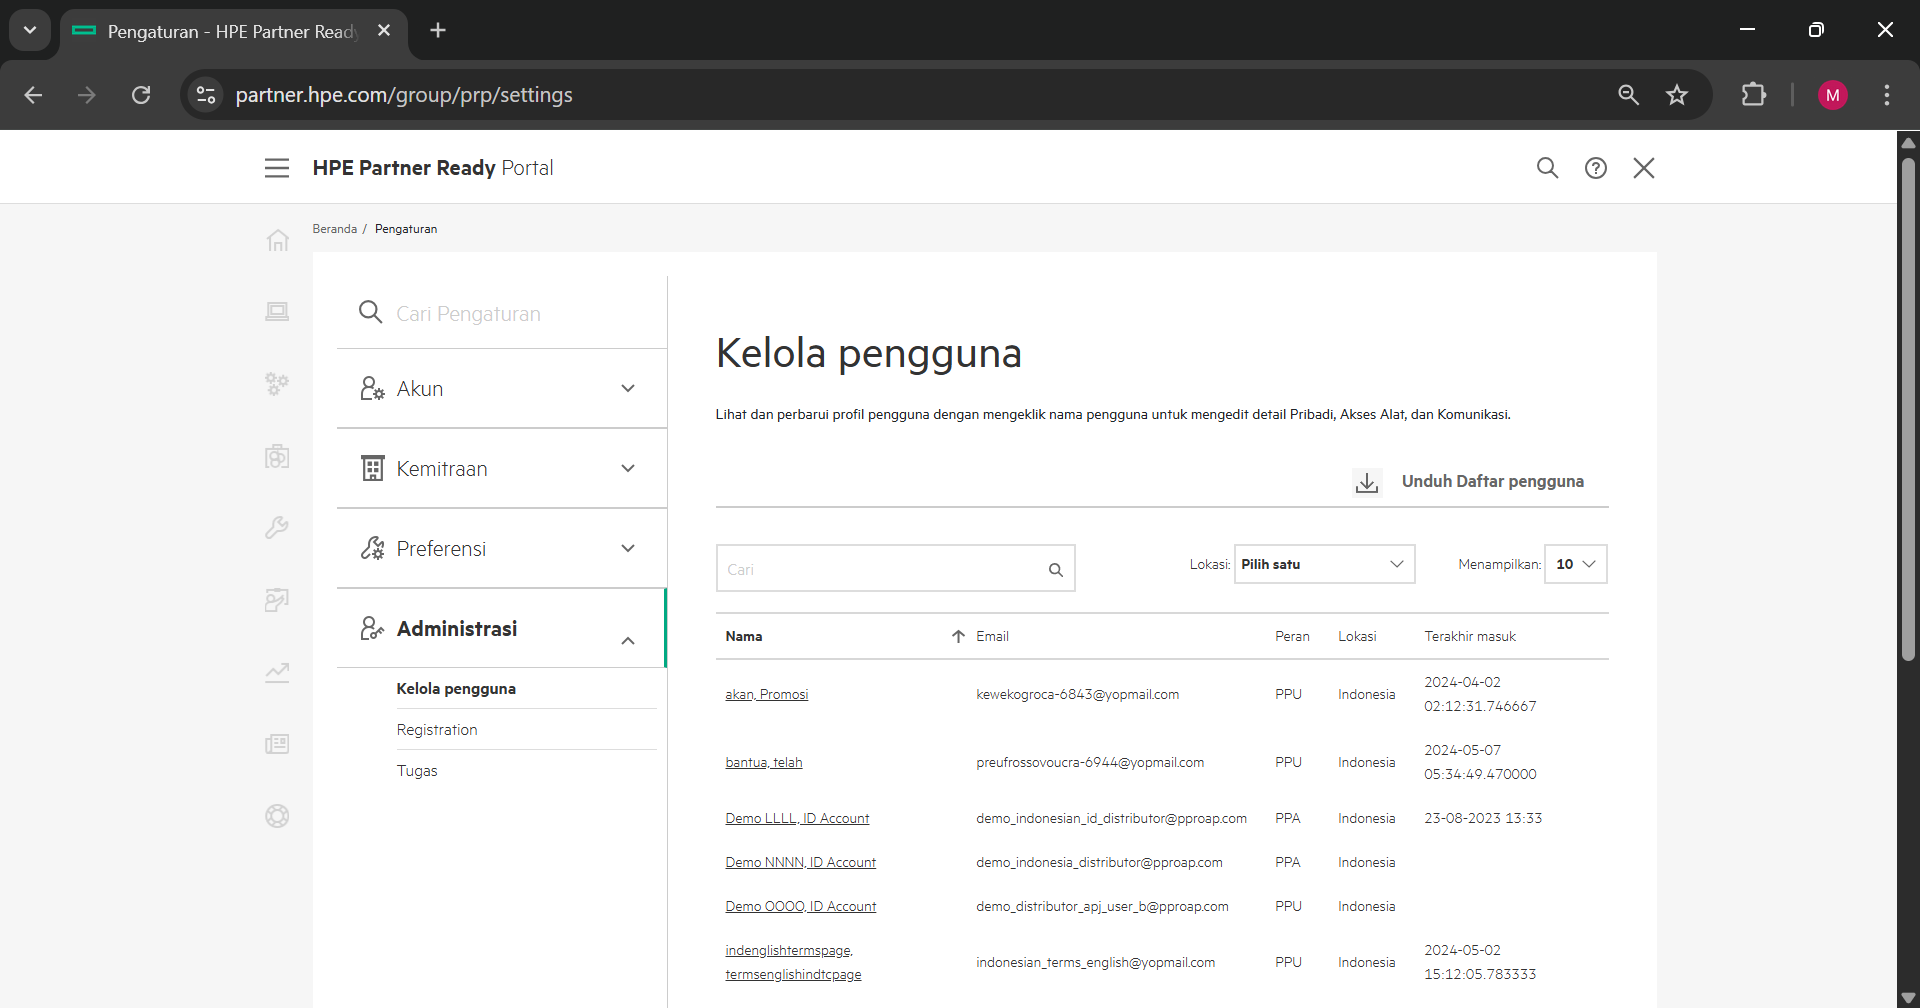 Pengaturan - HPE Partner Read
partner.hpe.com/group/prp/settings
M
HPE Partner Ready Portal
Beranda / Pengaturan
Cari Pengaturan
Akun
Kemitraan
Preferensi
Administrasi
Kelola pengguna
Registration
Tugas
Kelola pengguna
Lihat dan perbarui profil pengguna dengan mengeklik nama pengguna untuk mengedit detail Pribadi, Akses Alat, dan Komunikasi.
Unduh Daftar pengguna
Cari
Lokasi: Pilih satu
Menampilkan: 10
Nama Email Peran Lokasi Terakhir masuk
akan, Promosi kewekogroca-6843@yopmail.com PPU Indonesia 2024-04-02
02:12:31.746667
bantua, telah preufrossovoucra-6944@yopmail.com PPU Indonesia 2024-05-07
05:34:49.470000
Demo LLLL, ID Account demo_indonesian_id_distributor@pproap.com PPA Indonesia 23-08-2023 13:33
Demo NNNN, ID Account demo_indonesia_distributor@pproap.com PPA Indonesia
Demo OOOO, ID Account demo_distributor_apj_user_b@pproap.com PPU Indonesia
indenglishtermspage,
termsenglishindtcpage indonesian_terms_english@yopmail.com PPU Indonesia 2024-05-02
15:12:05.783333